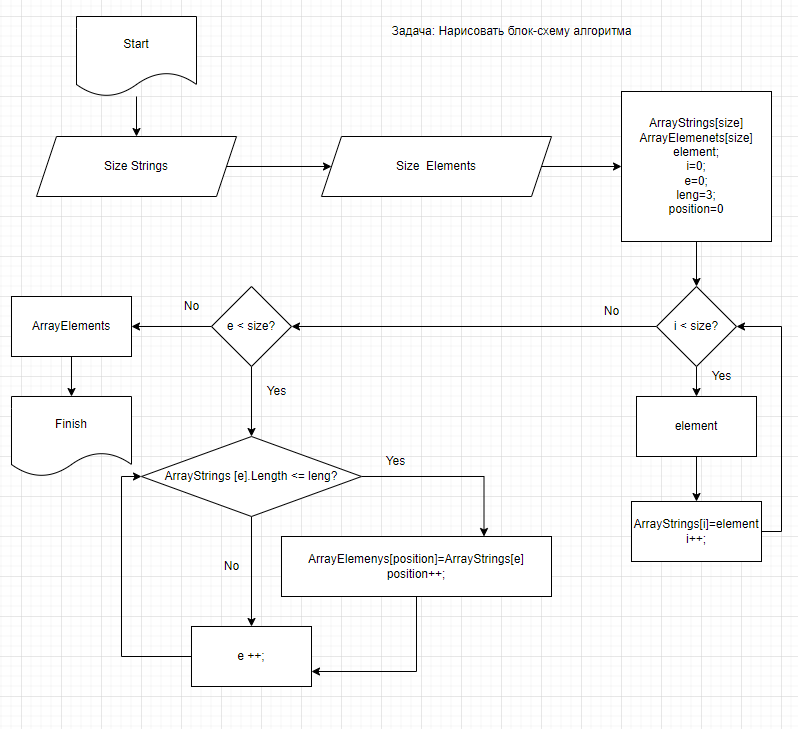 Задача: Нарисовать блок-схему алгоритма
Start
Size Strings
Size Elements
ArrayStrings[size]
ArrayElemenets[size]
element;
i=0;
e=0;
leng=3;
position=0
i < size?
No
Yes
element
ArrayStrings[i]=element
i++;
e < size?
No
Yes
ArrayElements
Finish
ArrayStrings [e].Length <= leng?
Yes
No
ArrayElemenys[position]=ArrayStrings[e]
position++;
e ++;